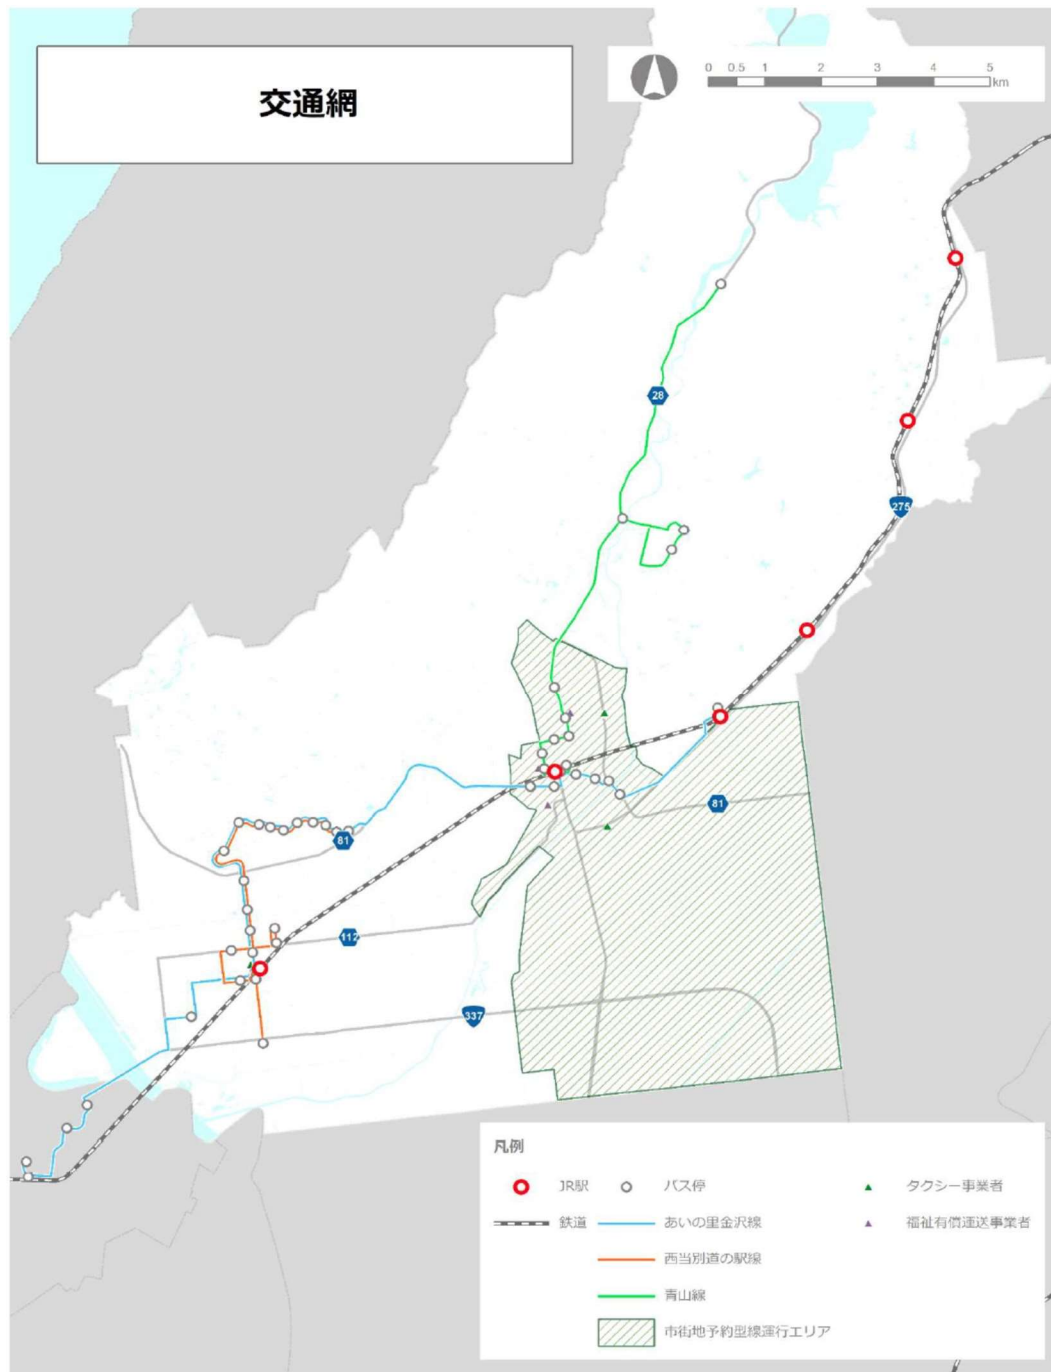 交通網
0 0.5 1 2 3 4 5
km
28
275
81
81
112
337
凡例
JR駅 バス停 タクシー事業者
鉄道 あいの里金沢線 福祉有償運送事業者
西当別道の駅線
青山線
市街地予約型線運行エリア